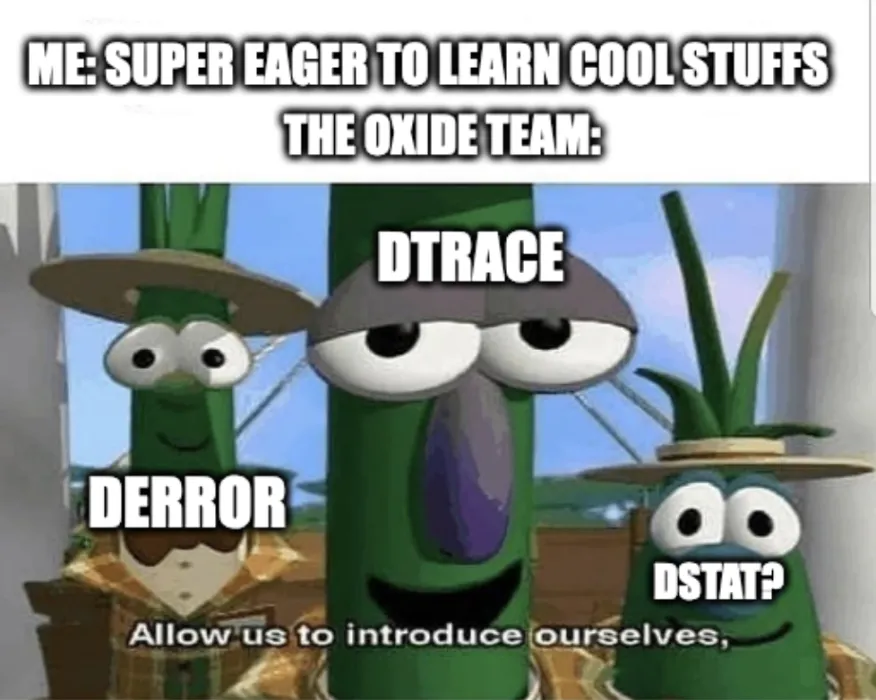 ME: SUPER EAGER TO LEARN COOL STUFFS
THE OXIDE TEAM:
DTRACE
DERROR
DSTAT?
Allow us to introduce ourselves,